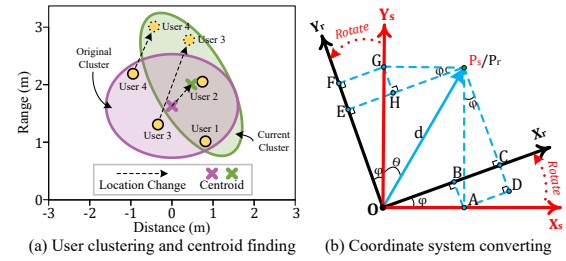 User 4
User 3
Original
Cluster
User 4
User 2
User 3
User 1
Current
Cluster
Location Change
Centroid
3
2
1
0
Range (m)
-3
-2
-1
0
1
2
3
Distance (m)
(a) User clustering and centroid finding
Yr
Rotate
Ys
G
φ
Ps/Pr
F
E
H
d
φ
Xr
φ
θ
B
C
D
Rotate
O
φ
A
Xs
(b) Coordinate system converting